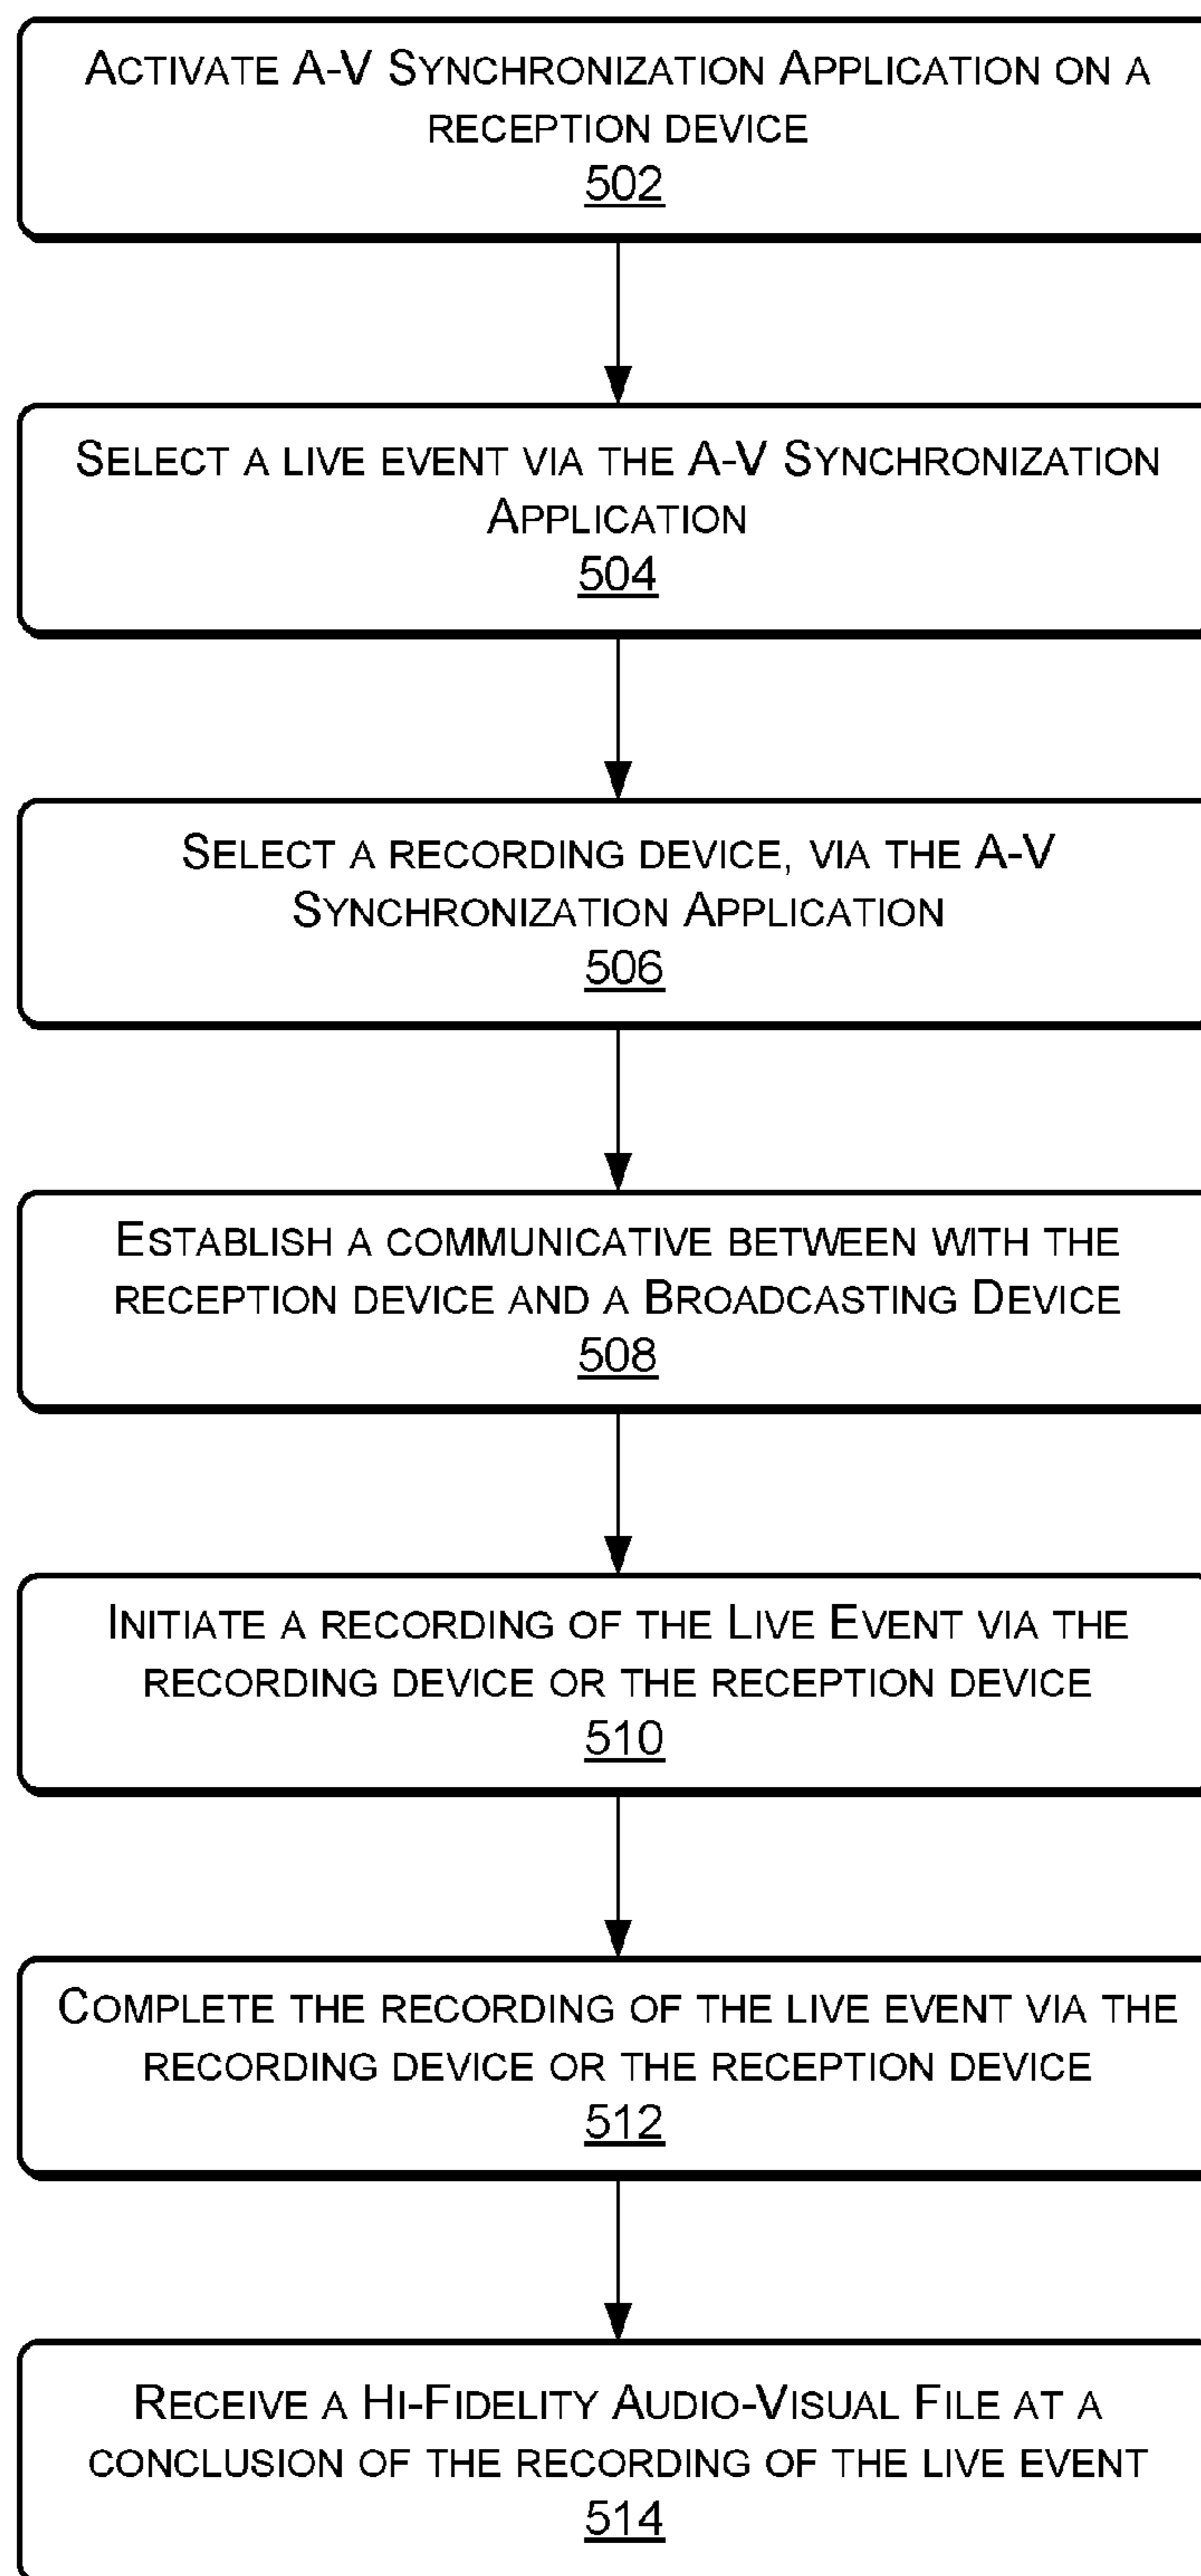 ACTIVATE A-V SYNCHRONIZATION APPLICATION ON A
RECEPTION DEVICE
502
SELECT A LIVE EVENT VIA THE A-V SYNCHRONIZATION
APPLICATION
504
SELECT A RECORDING DEVICE, VIA THE A-V
SYNCHRONIZATION APPLICATION
506
ESTABLISH A COMMUNICATIVE BETWEEN WITH THE
RECEPTION DEVICE AND A BROADCASTING DEVICE
508
INITIATE A RECORDING OF THE LIVE EVENT VIA THE
RECORDING DEVICE OR THE RECEPTION DEVICE
510
COMPLETE THE RECORDING OF THE LIVE EVENT VIA THE
RECORDING DEVICE OR THE RECEPTION DEVICE
512
RECEIVE A HI-FIDELITY AUDIO-VISUAL FILE AT A
CONCLUSION OF THE RECORDING OF THE LIVE EVENT
514